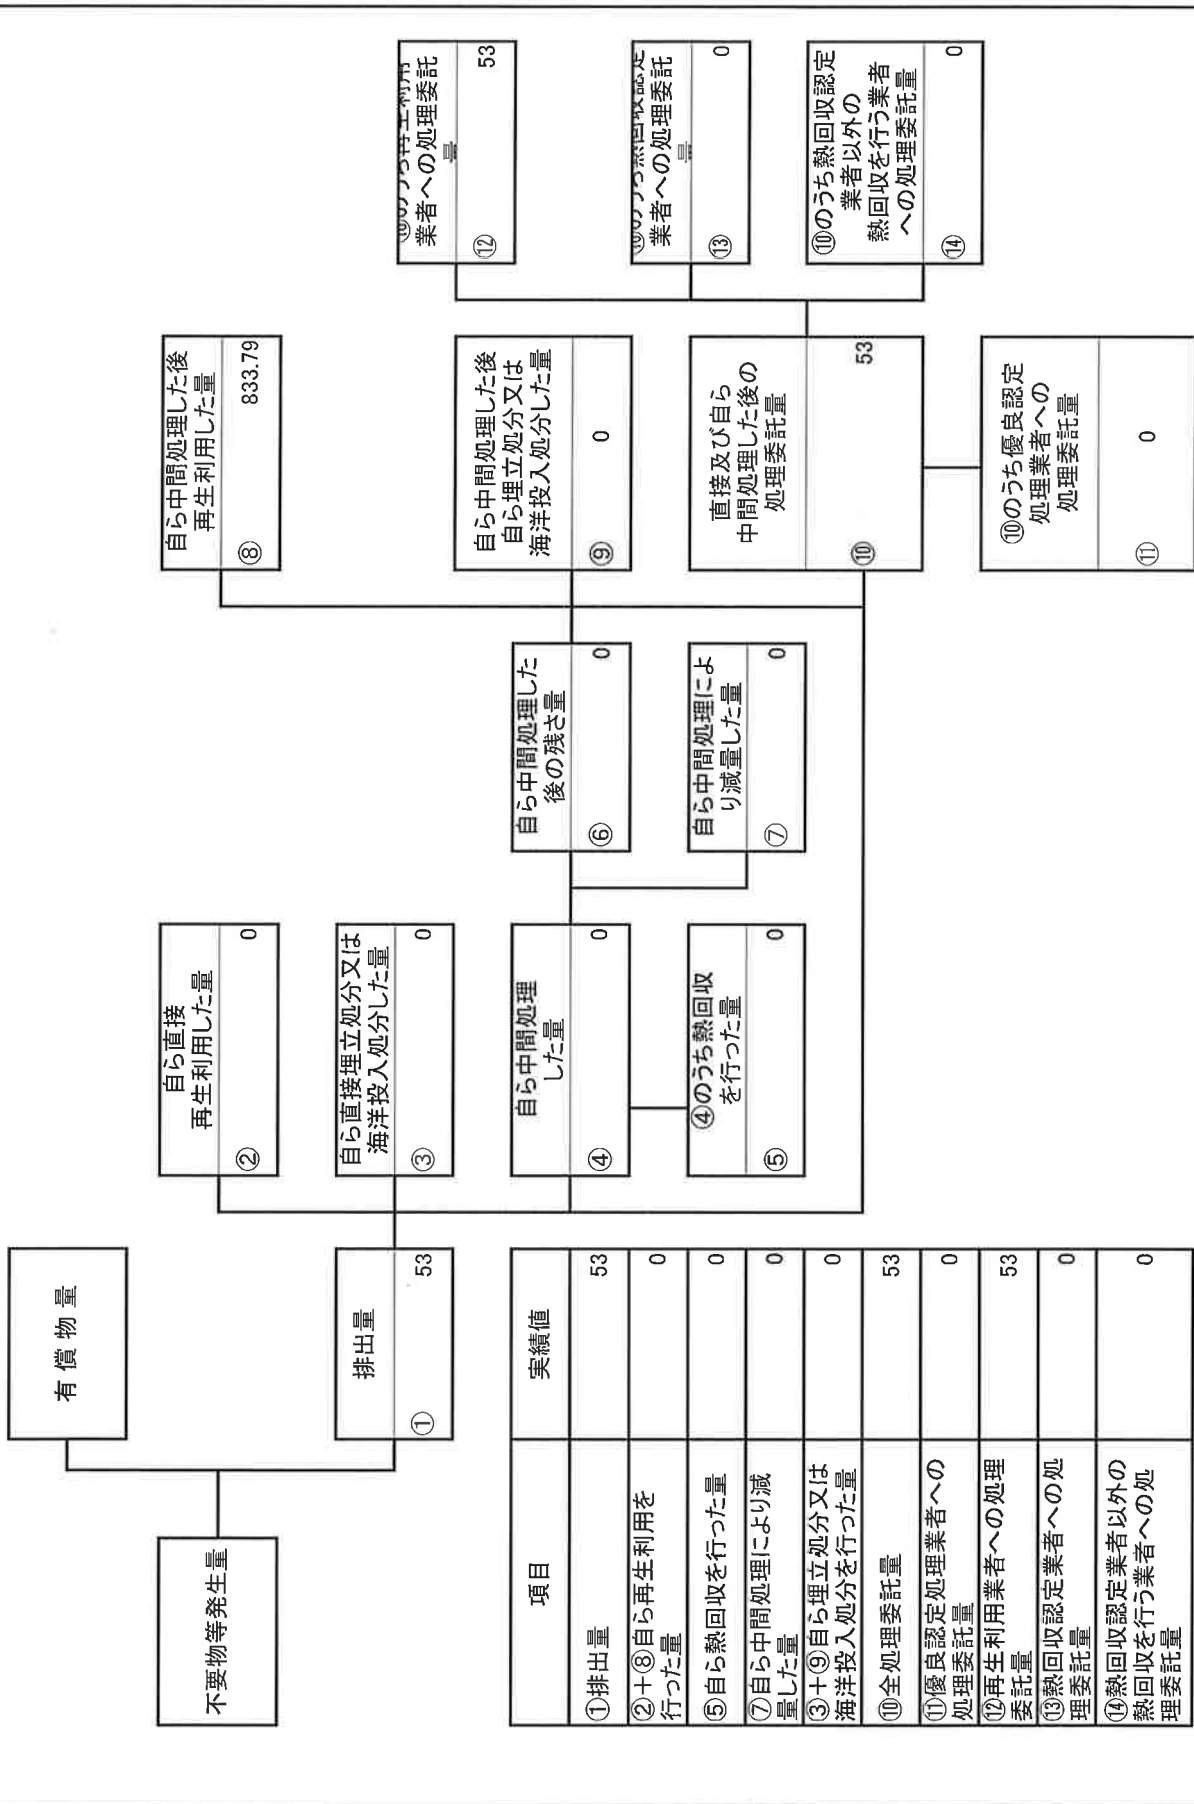 不要物等発生量
有償物量
排出量
① 53
自ら直接
再生利用した量
② 0
自ら直接埋立処分又は
海洋投入処分した量
③ 0
自ら中間処理
した量
④ 0
④のうち熱回収
を行った量
⑤ 0
自ら中間処理した
後の残さ量
⑥ 0
自ら中間処理によ
り減量した量
⑦ 0
自ら中間処理した後
再生利用した量
⑧ 833.79
自ら中間処理した後
自ら埋立処分又は
海洋投入処分した量
⑨ 0
直接及び自ら
中間処理した後の
処理委託量
⑩ 53
⑩のうち優良認定
処理業者への
処理委託量
⑪ 0
⑩のうち再生利用
業者への処理委託
量
⑫ 53
⑩のうち熱回収認定
業者への処理委託
量
⑬ 0
⑩のうち熱回収認定
業者以外の
熱回収を行う業者
への処理委託量
⑭ 0
項目 実績値
①排出量 53
②+⑧自ら再生利用を
行った量 0
⑤自ら熱回収を行った量 0
⑦自ら中間処理により減
量した量 0
③+⑨自ら埋立処分又は
海洋投入処分を行った量 0
⑩全処理委託量 53
⑪優良認定処理業者への
処理委託量 0
⑫再生利用業者への処理
委託量 53
⑬熱回収認定業者への処
理委託量 0
⑭熱回収認定業者以外の
熱回収を行う業者への処
理委託量 0